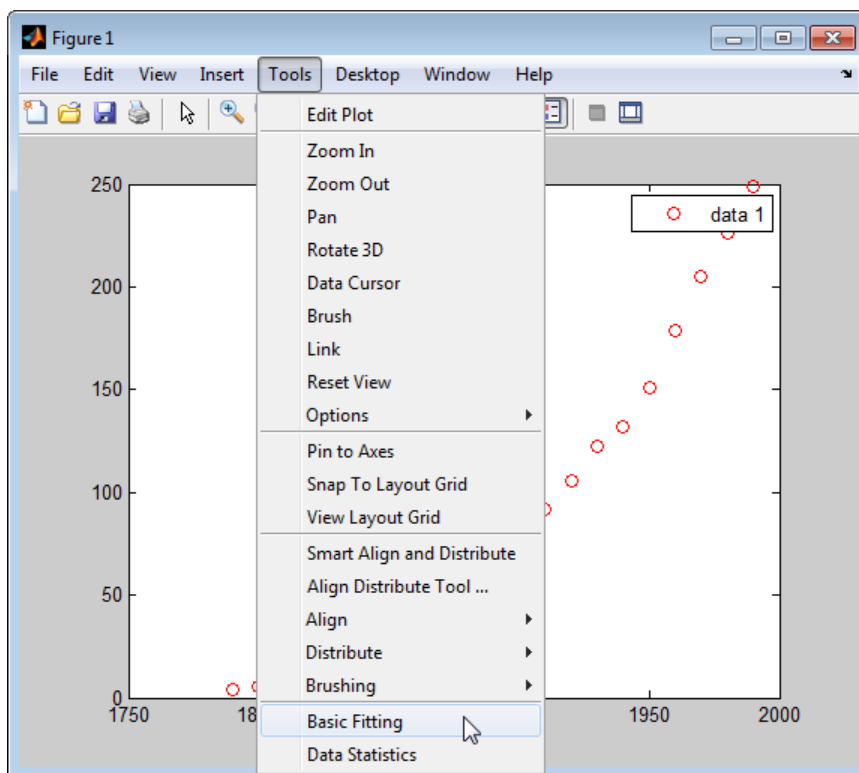 Figure 1
File Edit View Insert Tools Desktop Window Help
Edit Plot
Zoom In
Zoom Out
Pan
Rotate 3D
Data Cursor
Brush
Link
Reset View
Options
Pin to Axes
Snap To Layout Grid
View Layout Grid
Smart Align and Distribute
Align Distribute Tool ...
Align
Distribute
Brushing
Basic Fitting
Data Statistics
data 1
250
200
150
100
50
0
1750 18 1950 2000